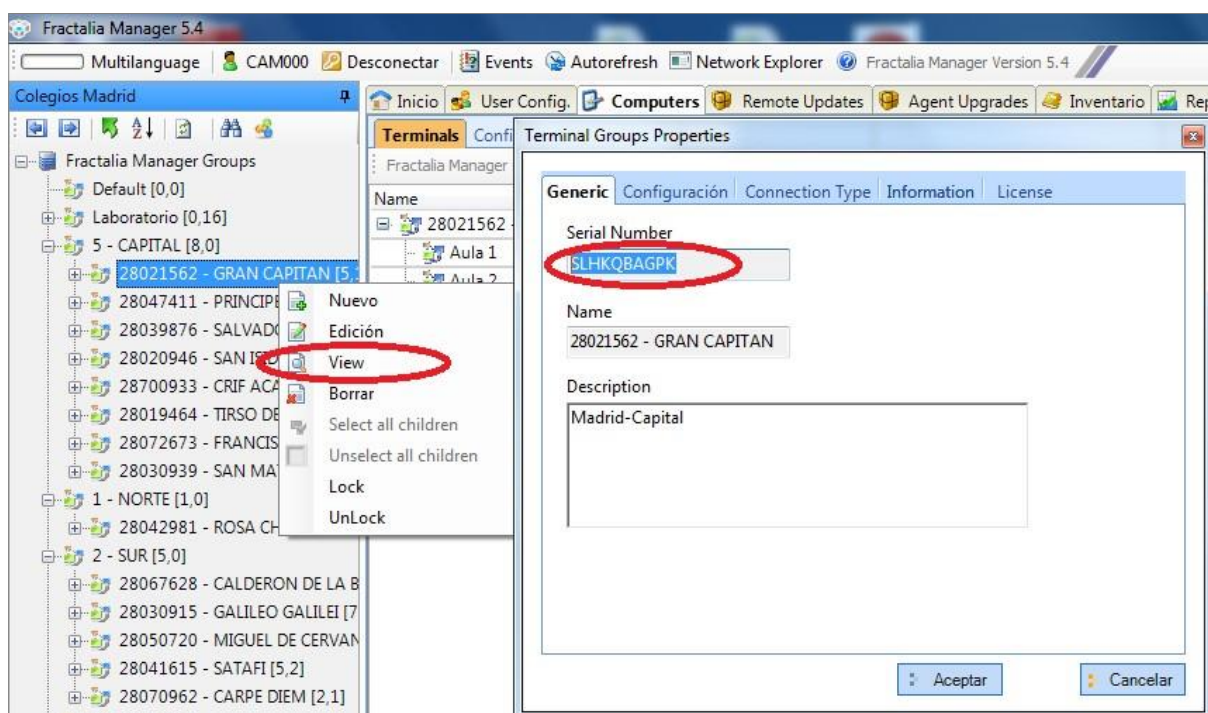 Fractalia Manager 5.4
Multilanguage CAM000 Desconectar Events Autorefresh Network Explorer Fractalia Manager Version 5.4
Colegios Madrid
Inicio User Config. Computers Remote Updates Agent Upgrades Inventario Rep
Fractalia Manager Groups
Default [0,0]
Laboratorio [0,16]
5 - CAPITAL [8,0]
28021562 - GRAN CAPITAN [5,
28047411 - PRINCIPE
28039876 - SALVADO
28020946 - SAN ISID
28700933 - CRIF ACA
28019464 - TIRSO DE
28072673 - FRANCIS
28030939 - SAN MA
1 - NORTE [1,0]
28042981 - ROSA CH
2 - SUR [5,0]
28067628 - CALDERON DE LA B
28030915 - GALILEO GALILEI [7
28050720 - MIGUEL DE CERVAN
28041615 - SATAFI [5,2]
28070962 - CARPE DIEM [2,1]
Nuevo
Edición
View
Borrar
Select all children
Unselect all children
Lock
UnLock
Terminals Confi
Fractalia Manager
Name
28021562 -
Aula 1
Aula 2
Terminal Groups Properties
Generic Configuración Connection Type Information License
Serial Number
SLHKQBAGPK
Name
28021562 - GRAN CAPITAN
Description
Madrid-Capital
Aceptar Cancelar